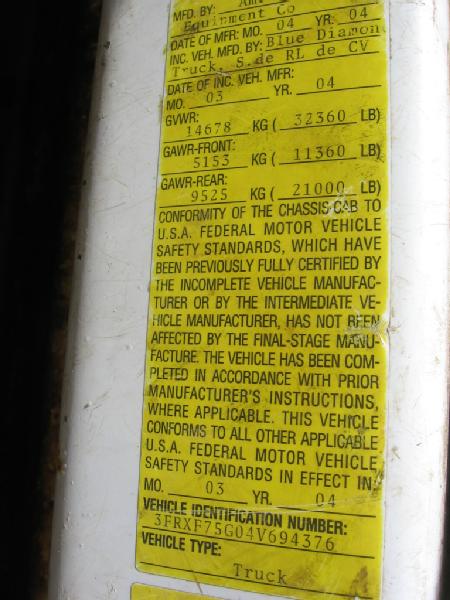 MFD. BY: Am.
Equipment Co
DATE OF MFR: MO. 04 YR. 04
INC. VEH. MFD. BY: Blue Diamon
Truck, S.de RL de CV
DATE OF INC. VEH. MFR:
MO. 03 YR. 04
GVWR:
14678 KG ( 32360 LB)
GAWR-FRONT:
5153 KG ( 11360 LB)
GAWR-REAR:
9525 KG ( 21000 LB)
CONFORMITY OF THE CHASSIS-CAB TO
U.S.A. FEDERAL MOTOR VEHICLE
SAFETY STANDARDS, WHICH HAVE
BEEN PREVIOUSLY FULLY CERTIFIED BY
THE INCOMPLETE VEHICLE MANUFAC-
TURER OR BY THE INTERMEDIATE VE-
HICLE MANUFACTURER, HAS NOT BEEN
AFFECTED BY THE FINAL-STAGE MANU-
FACTURE. THE VEHICLE HAS BEEN COM-
PLETED IN ACCORDANCE WITH PRIOR
MANUFACTURER'S INSTRUCTIONS,
WHERE APPLICABLE. THIS VEHICLE
CONFORMS TO ALL OTHER APPLICABLE
U.S.A. FEDERAL MOTOR VEHICLE
SAFETY STANDARDS IN EFFECT IN:
MO. 03 YR. 04
VEHICLE IDENTIFICATION NUMBER:
3FRXF75G04V694376
VEHICLE TYPE:
Truck